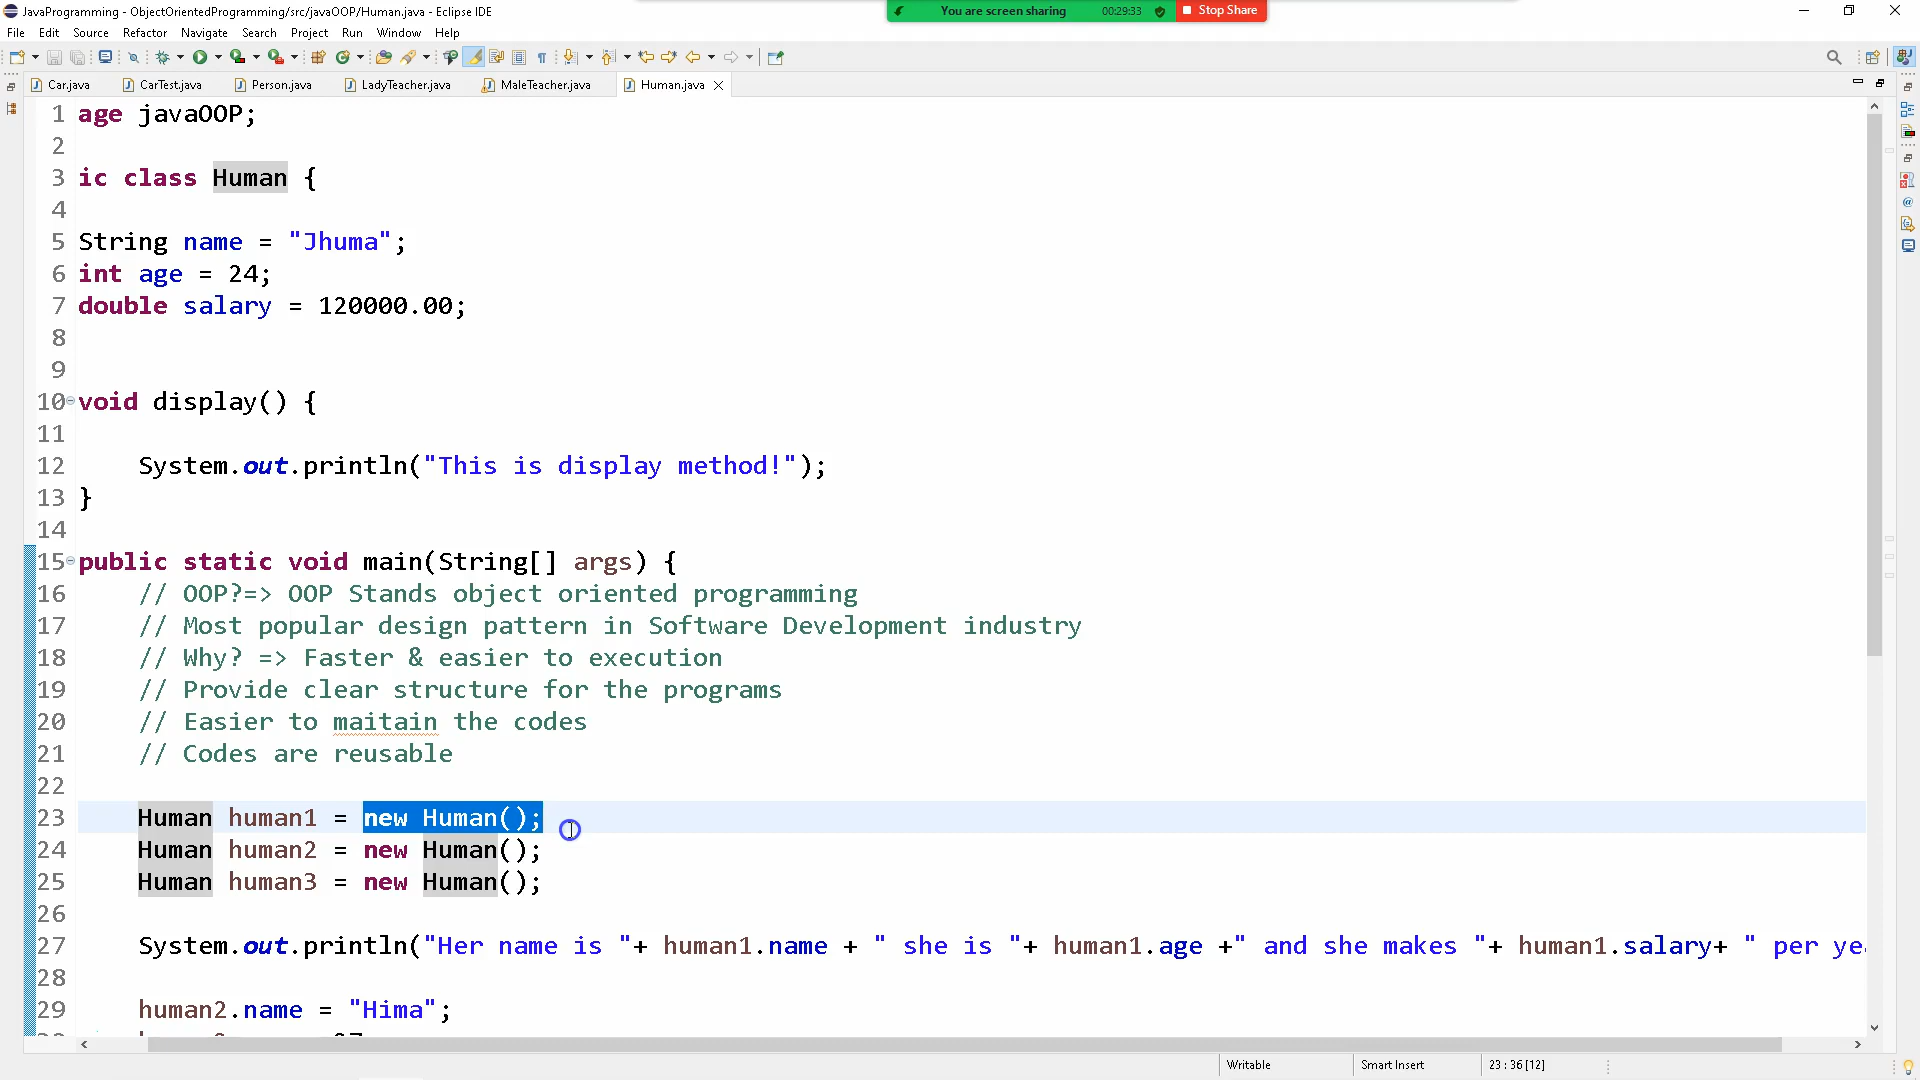 JavaProgramming - ObjectOrientedProgramming/src/javaOOP/Human.java - Eclipse IDE
You are screen sharing 00:29:33 Stop Share
File Edit Source Refactor Navigate Search Project Run Window Help
Car.java CarTest.java Person.java LadyTeacher.java MaleTeacher.java Human.java
1 age javaOOP;
2
3 ic class Human {
4
5 String name = "Jhuma";
6 int age = 24;
7 double salary = 120000.00;
8
9
10 void display() {
11
12 System.out.println("This is display method!");
13 }
14
15 public static void main(String[] args) {
16 // OOP?=> OOP Stands object oriented programming
17 // Most popular design pattern in Software Development industry
18 // Why? => Faster & easier to execution
19 // Provide clear structure for the programs
20 // Easier to maitain the codes
21 // Codes are reusable
22
23 Human human1 = new Human();
24 Human human2 = new Human();
25 Human human3 = new Human();
26
27 System.out.println("Her name is "+ human1.name + " she is "+ human1.age +" and she makes "+ human1.salary+ " per ye
28
29 human2.name = "Hima";
Writable Smart Insert 23 : 36 [12]